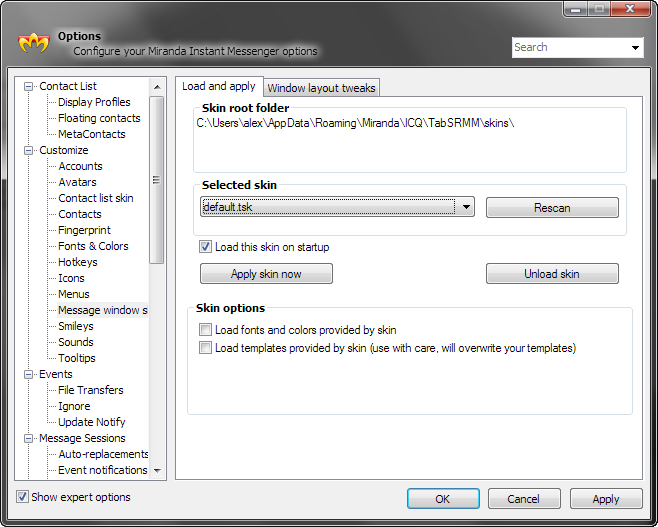 Options
Configure your Miranda Instant Messenger options
Search
Contact List
Display Profiles
Floating contacts
MetaContacts
Customize
Accounts
Avatars
Contact list skin
Contacts
Fingerprint
Fonts & Colors
Hotkeys
Icons
Menus
Message window s
Smileys
Sounds
Tooltips
Events
File Transfers
Ignore
Update Notify
Message Sessions
Auto-replacements
Event notifications
Load and apply
Window layout tweaks
Skin root folder
C:\Users\alex\AppData\Roaming\Miranda\ICQ\TabSRMM\skins\
Selected skin
default.tsk
Rescan
Load this skin on startup
Apply skin now
Unload skin
Skin options
Load fonts and colors provided by skin
Load templates provided by skin (use with care, will overwrite your templates)
Show expert options
OK
Cancel
Apply